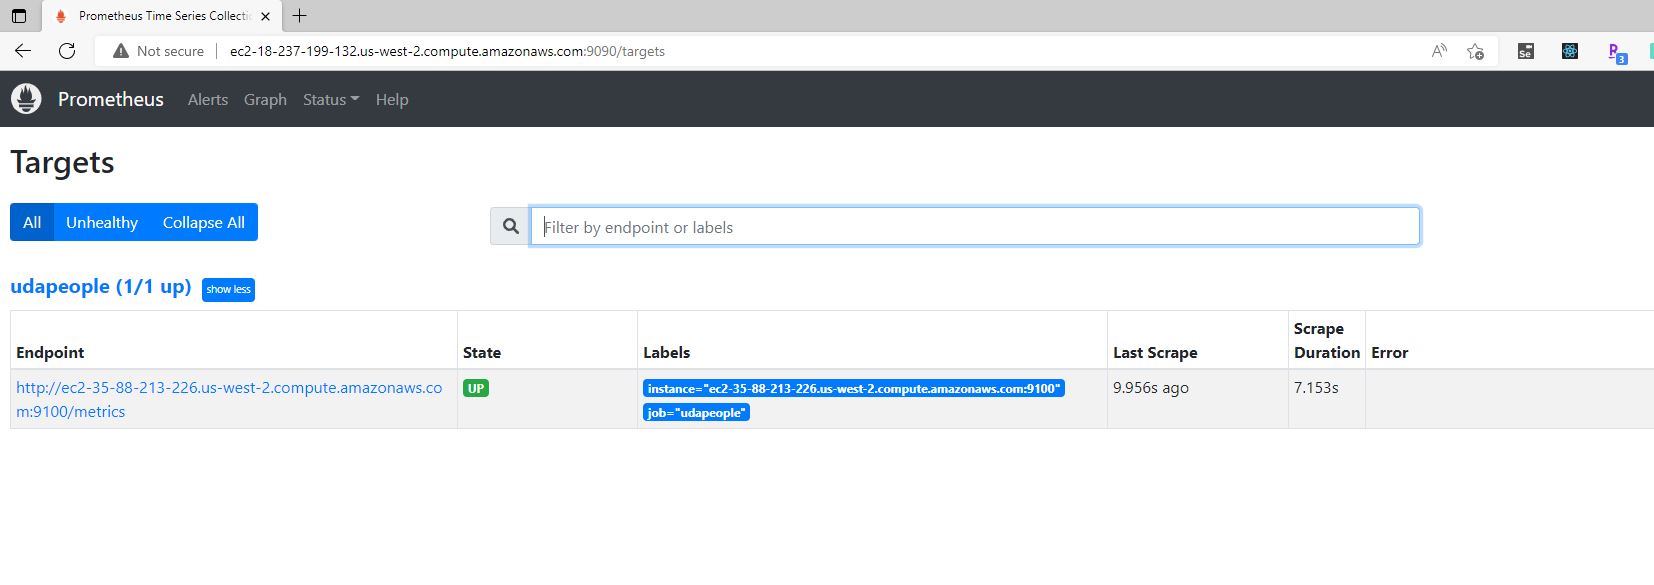 Prometheus Time Series Collectio
Not secure
ec2-18-237-199-132.us-west-2.compute.amazonaws.com:9090/targets
Se
3
Prometheus Alerts Graph Status Help
Targets
All Unhealthy Collapse All
Filter by endpoint or labels
udapeople (1/1 up) show less
Endpoint State Labels Last Scrape Scrape Duration Error
http://ec2-35-88-213-226.us-west-2.compute.amazonaws.co
m:9100/metrics
UP
instance="ec2-35-88-213-226.us-west-2.compute.amazonaws.com:9100"
job="udapeople"
9.956s ago
7.153s